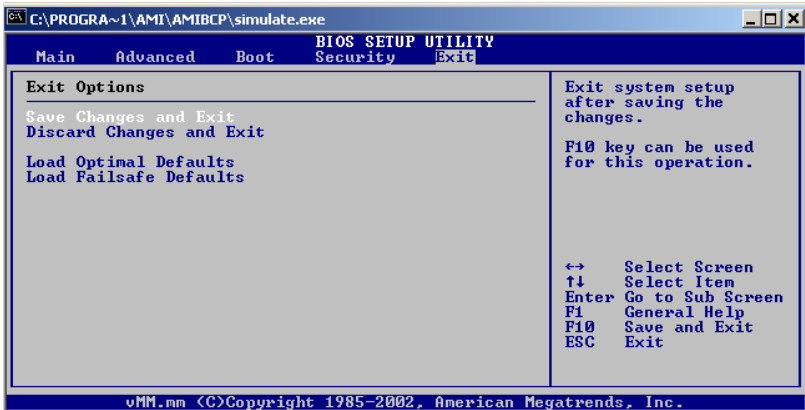 C:\PROGRA~1\AMI\AMIBCP\simulate.exe
BIOS SETUP UTILITY
Main Advanced Boot Security Exit
Exit Options
Save Changes and Exit
Discard Changes and Exit
Load Optimal Defaults
Load Failsafe Defaults
Exit system setup
after saving the
changes.
F10 key can be used
for this operation.
↔ Select Screen
↑↓ Select Item
Enter Go to Sub Screen
F1 General Help
F10 Save and Exit
ESC Exit
vMM.mm (C)Copyright 1985-2002, American Megatrends, Inc.